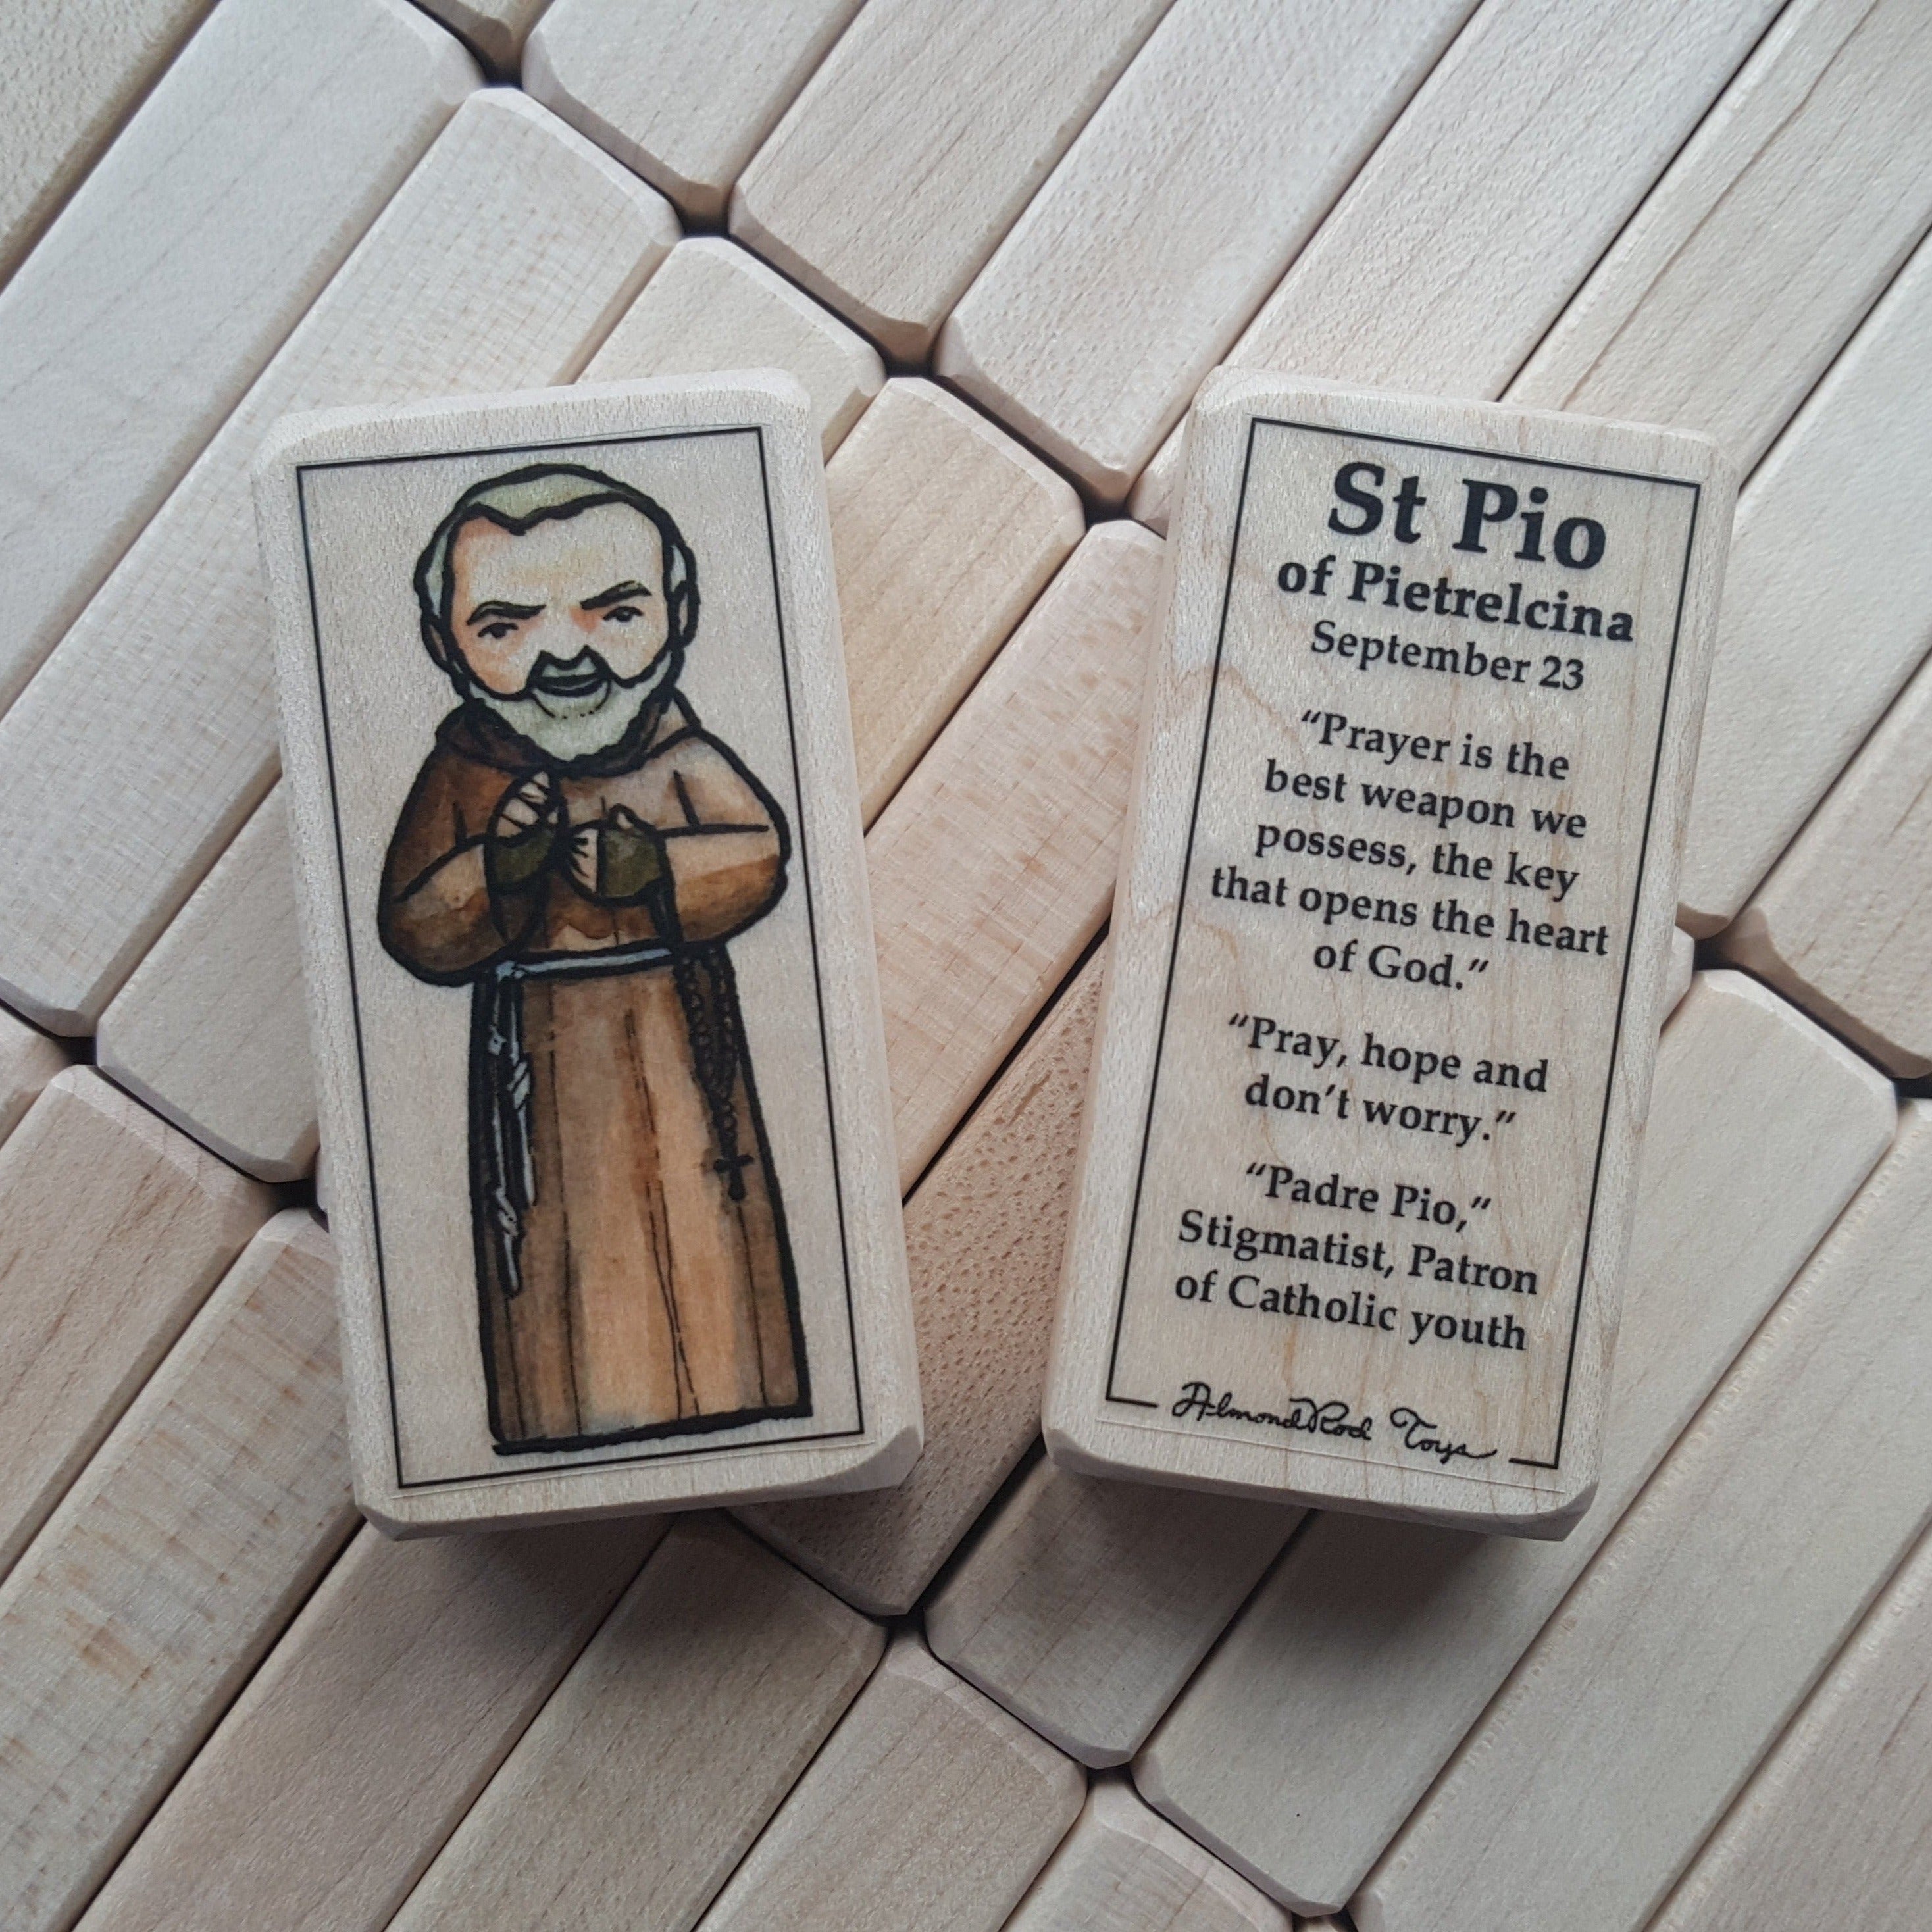 St Pio
of Pietrelcina
September 23
“Prayer is the
best weapon we
possess, the key
that opens the heart
of God.”
“Pray, hope and
don’t worry.”
“Padre Pio,”
Stigmatist, Patron
of Catholic youth
AlmondRod Toys